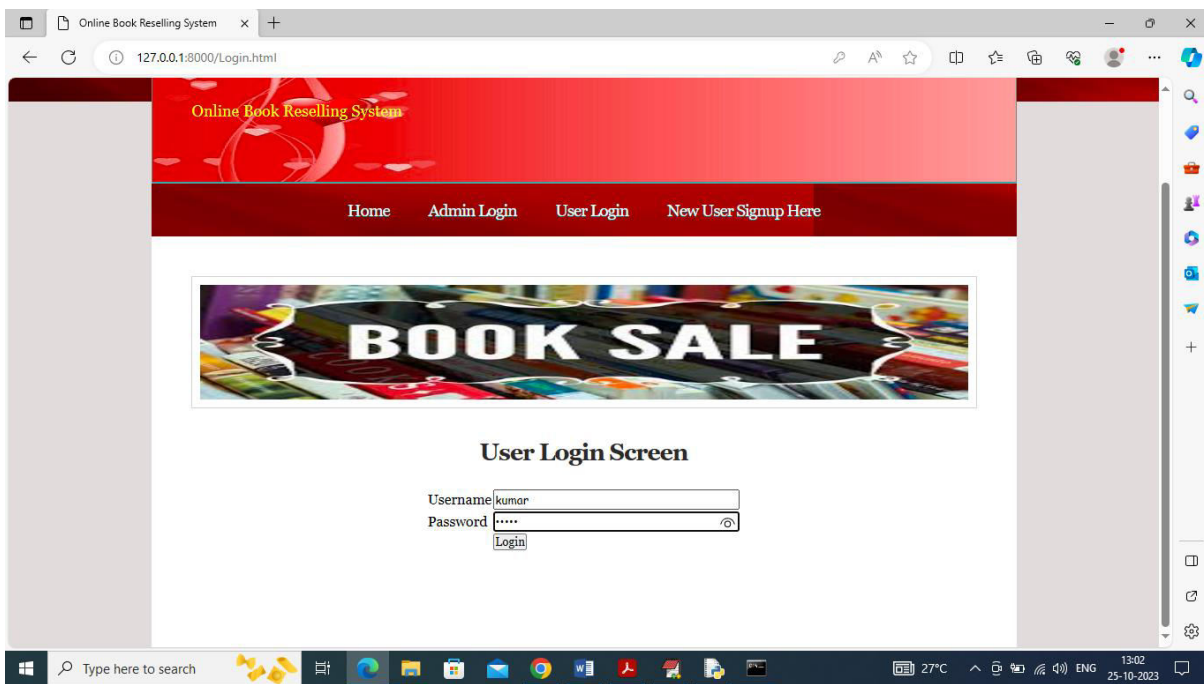 Online Book Reselling System
127.0.0.1:8000/Login.html
Online Book Reselling System
Home Admin Login User Login New User Signup Here
BOOK SALE
User Login Screen
Username kumar
Password •••••
Login
Type here to search
27°C ENG 13:02
25-10-2023